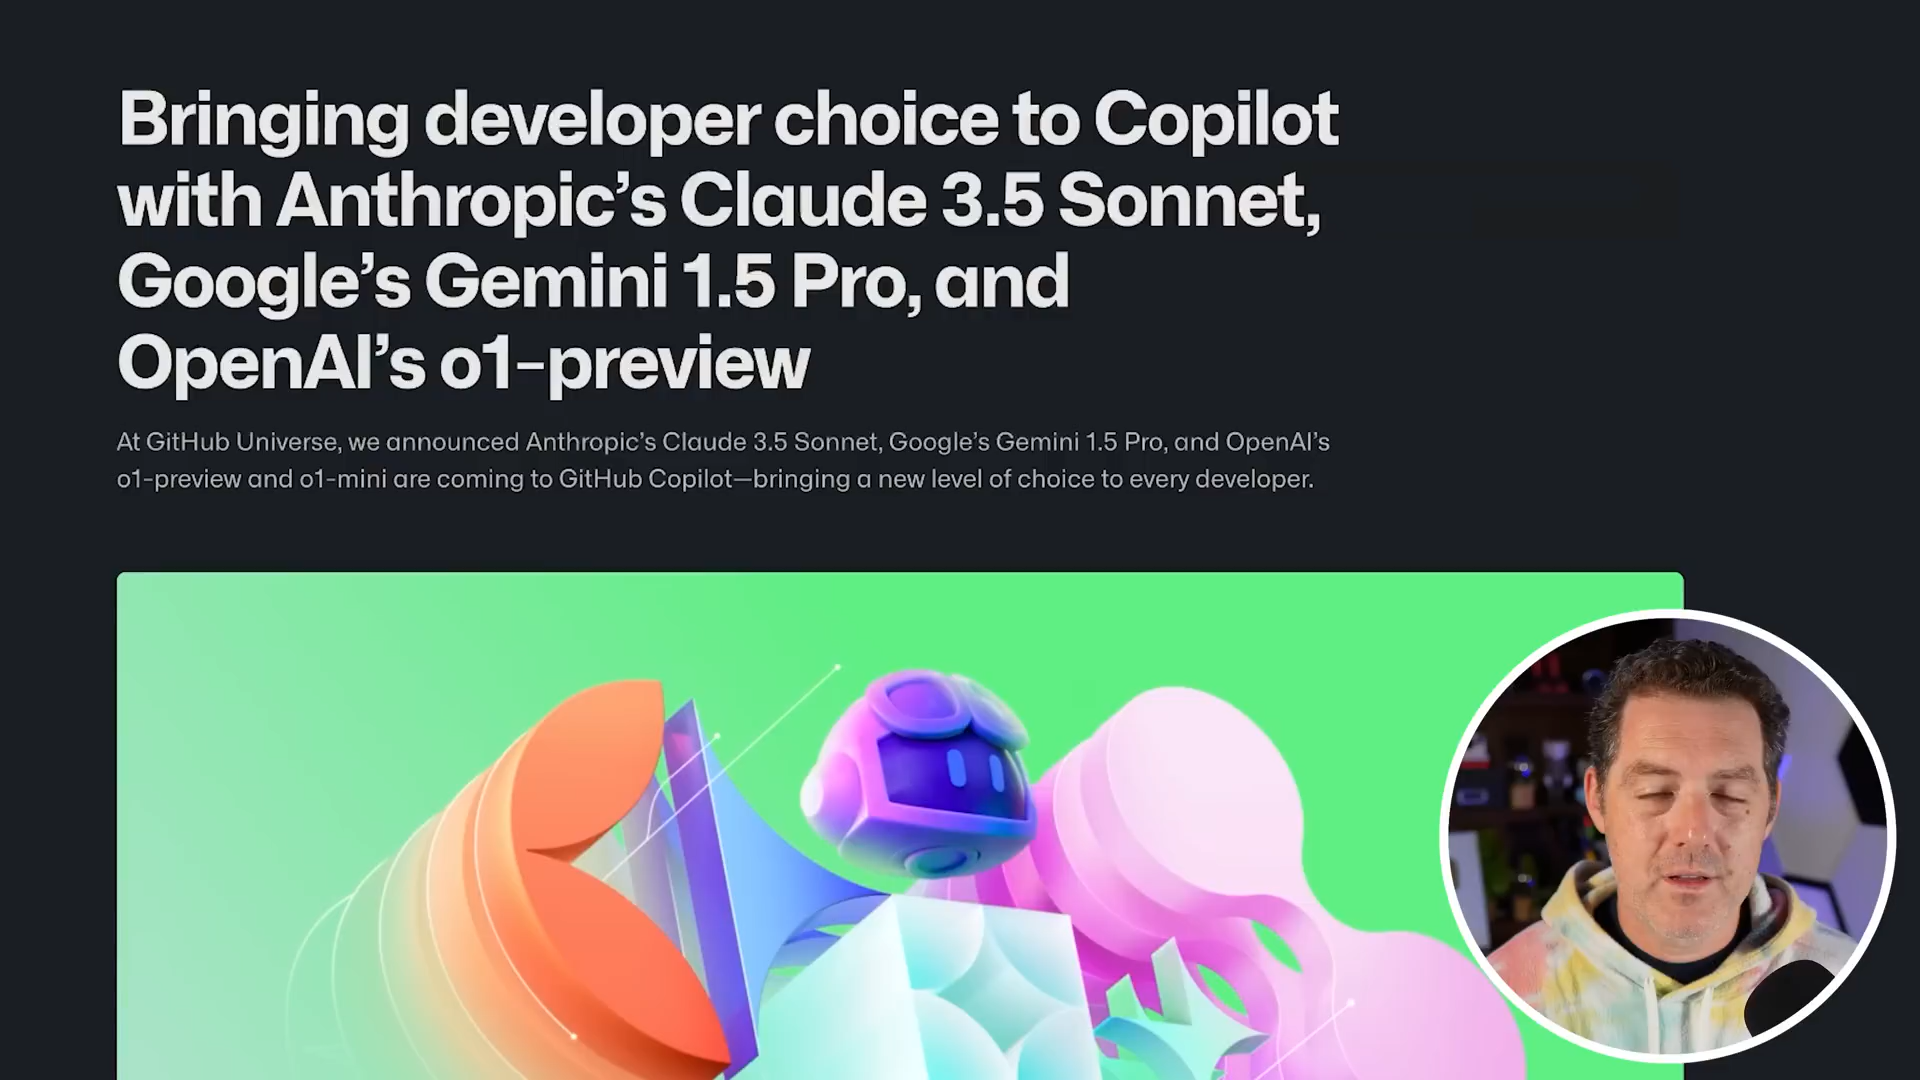 Bringing developer choice to Copilot
with Anthropic’s Claude 3.5 Sonnet,
Google’s Gemini 1.5 Pro, and
OpenAI’s o1-preview
At GitHub Universe, we announced Anthropic’s Claude 3.5 Sonnet, Google’s Gemini 1.5 Pro, and OpenAI’s
o1-preview and o1-mini are coming to GitHub Copilot—bringing a new level of choice to every developer.